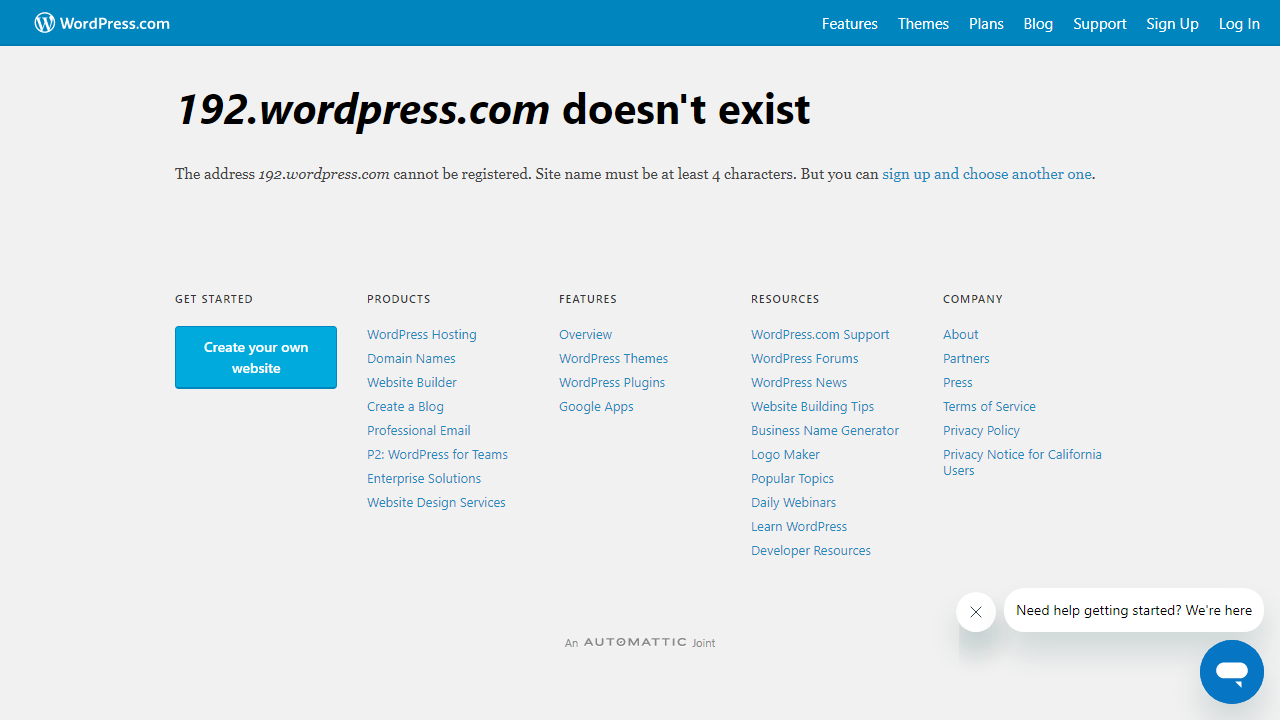 WordPress.com
Features Themes Plans Blog Support Sign Up Log In
192.wordpress.com doesn't exist
The address 192.wordpress.com cannot be registered. Site name must be at least 4 characters. But you can sign up and choose another one.
GET STARTED
Create your own
website
PRODUCTS
WordPress Hosting
Domain Names
Website Builder
Create a Blog
Professional Email
P2: WordPress for Teams
Enterprise Solutions
Website Design Services
FEATURES
Overview
WordPress Themes
WordPress Plugins
Google Apps
RESOURCES
WordPress.com Support
WordPress Forums
WordPress News
Website Building Tips
Business Name Generator
Logo Maker
Popular Topics
Daily Webinars
Learn WordPress
Developer Resources
COMPANY
About
Partners
Press
Terms of Service
Privacy Policy
Privacy Notice for California
Users
Need help getting started? We're here
An AUTOMATTIC Joint